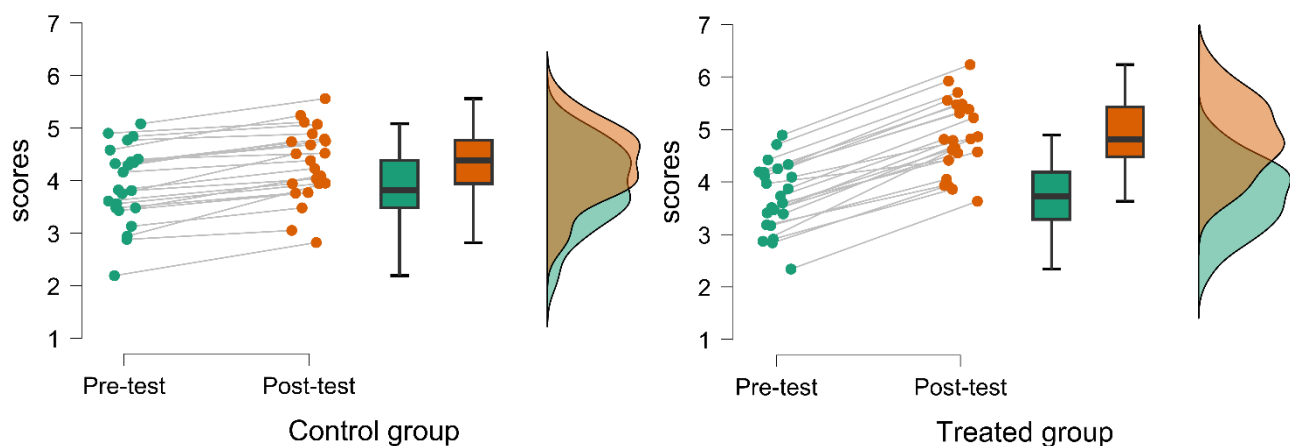 scores
7
6
5
4
3
2
1
Pre-test
Post-test
Control group
scores
7
6
5
4
3
2
1
Pre-test
Post-test
Treated group